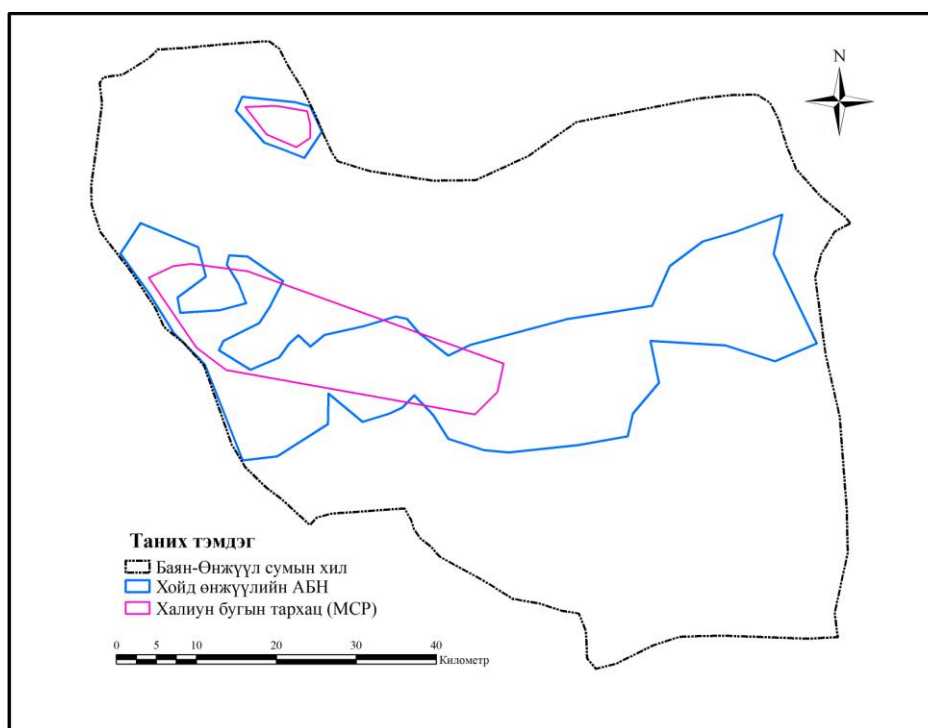 N
Таних тэмдэг
Баян-Өнжүүл сумын хил
Хойд өнжүүлийн АБН
Халиун бугын тархац (MCP)
0 5 10 20 30 40
Километр